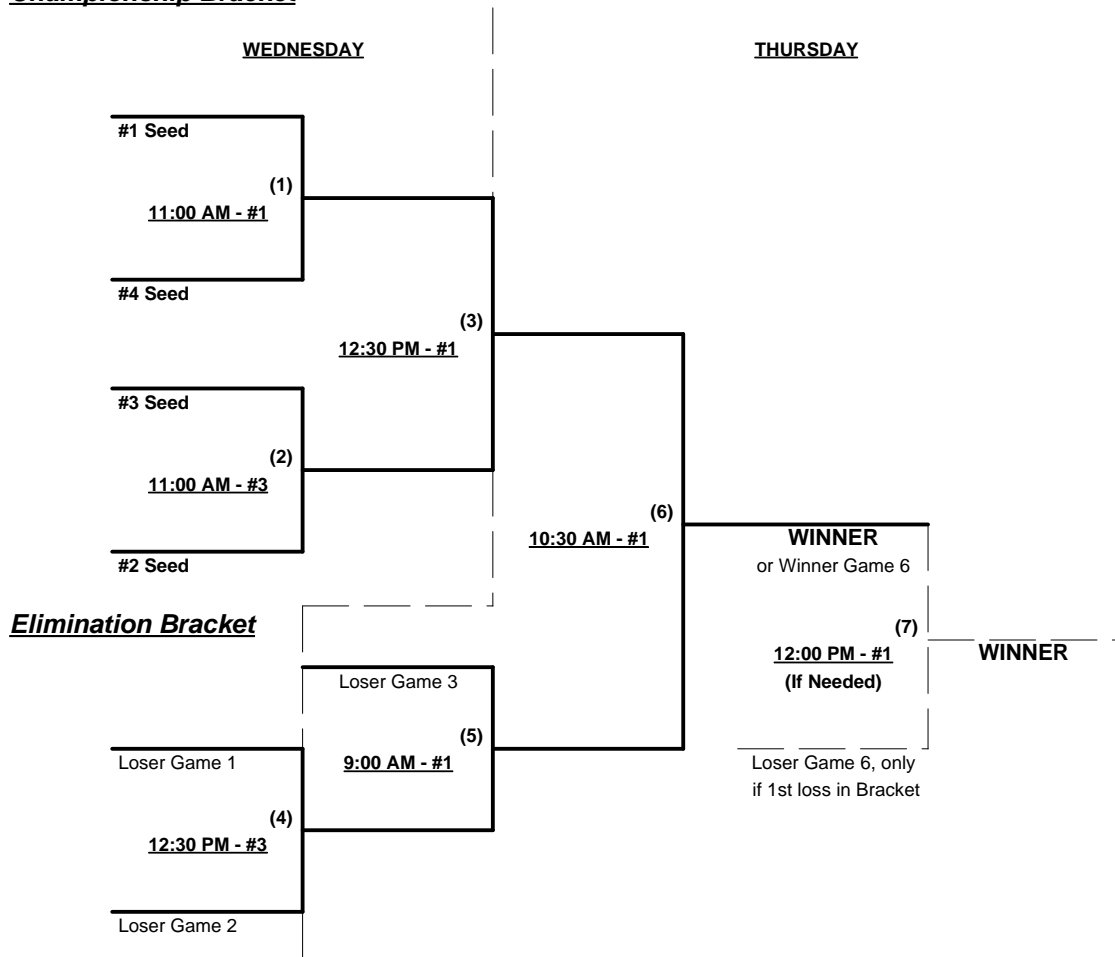 Championship Bracket
WEDNESDAY
THURSDAY
#1 Seed
(1)
11:00 AM - #1
#4 Seed
(3)
12:30 PM - #1
#3 Seed
(2)
11:00 AM - #3
#2 Seed
(6)
10:30 AM - #1
WINNER
or Winner Game 6
(7)
12:00 PM - #1
(If Needed)
WINNER
Loser Game 6, only
if 1st loss in Bracket
Elimination Bracket
Loser Game 3
(5)
9:00 AM - #1
Loser Game 1
(4)
12:30 PM - #3
Loser Game 2